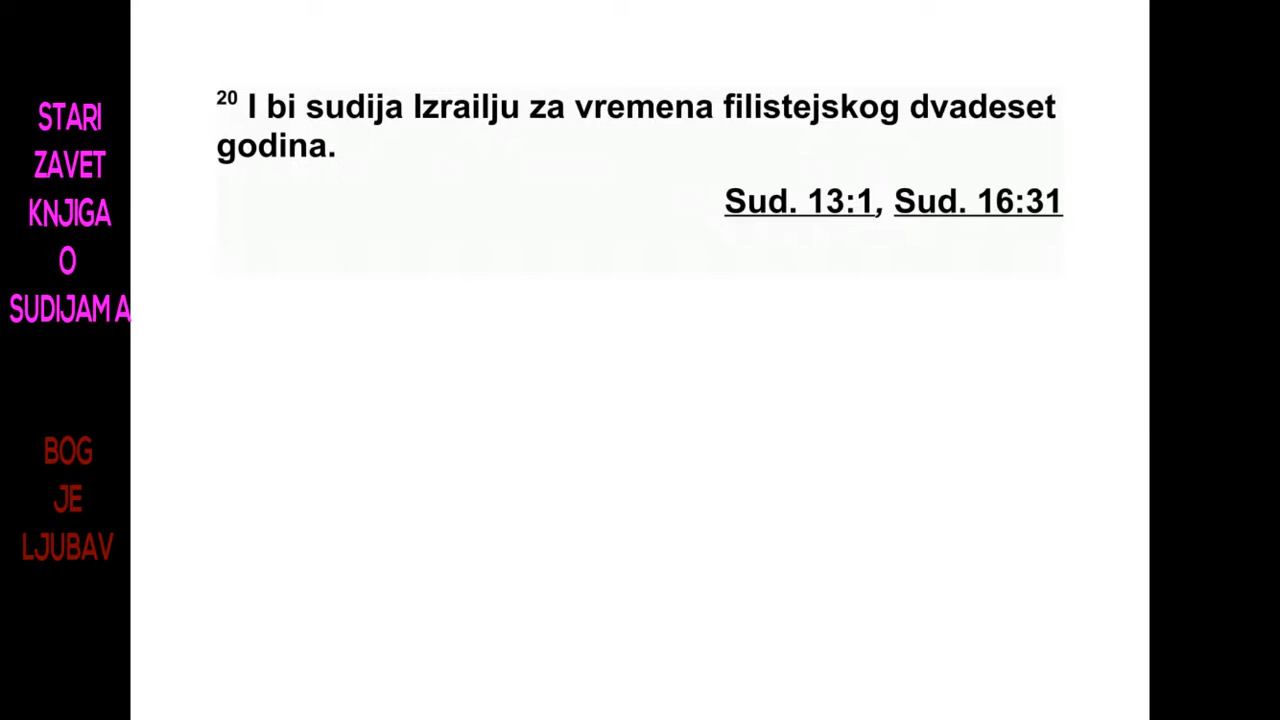 STARI
ZAVET
KNJIGA
O
SUDIJAMA
BOG
JE
LJUBAV
20 I bi sudija Izrailju za vremena filistejskog dvadeset
godina.
Sud. 13:1, Sud. 16:31